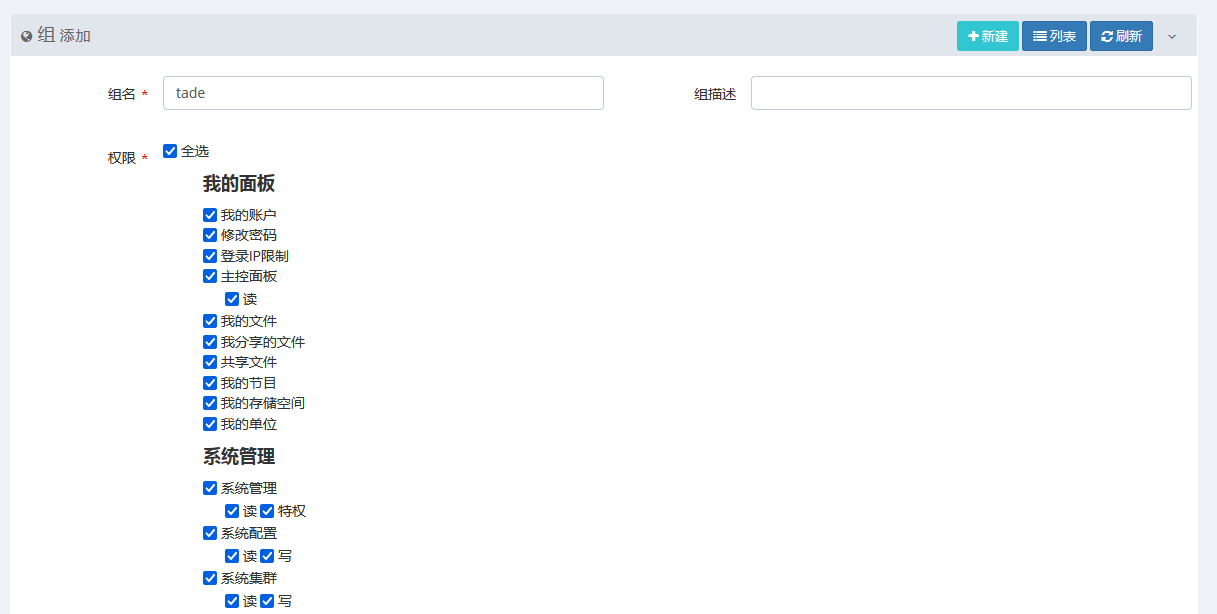 组 添加
新建 列表 刷新
组名 * tade 组描述
权限 * 全选
我的面板
我的账户
修改密码
登录IP限制
主控面板
读
我的文件
我分享的文件
共享文件
我的节目
我的存储空间
我的单位
系统管理
系统管理
读 特权
系统配置
读 写
系统集群
读 写